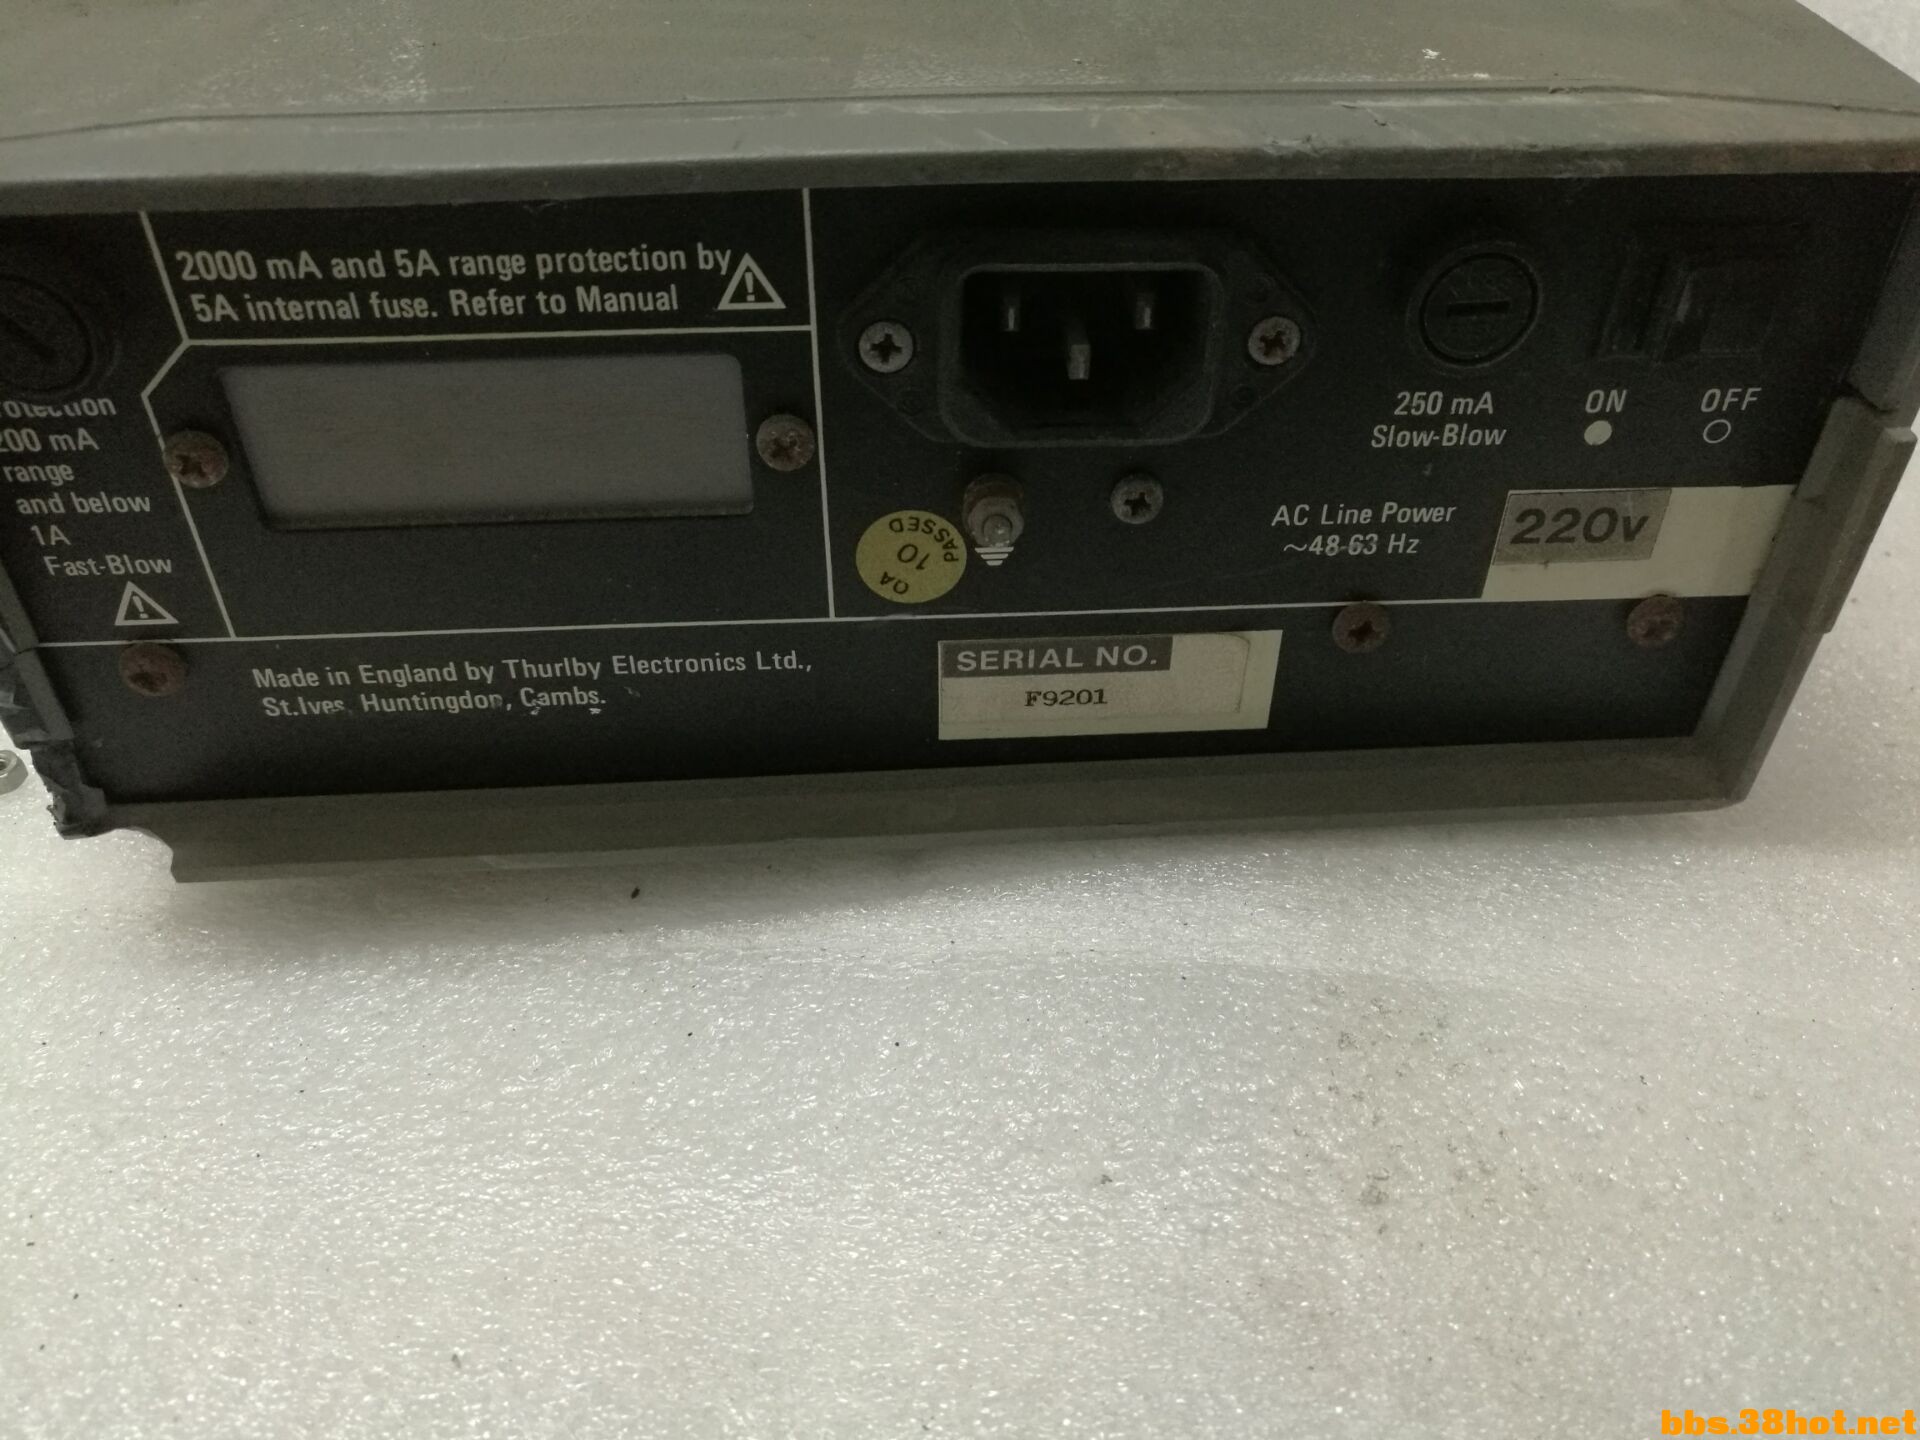 2000 mA and 5A range protection by
5A internal fuse. Refer to Manual
200 mA
range
and below
1A
Fast-Blow
250 mA
Slow-Blow
ON
OFF
AC Line Power
~48-63 Hz
220v
QA
10
PASSED
Made in England by Thurlby Electronics Ltd.,
St.Ives, Huntingdon, Cambs.
SERIAL NO.
F9201
bbs.38hot.net